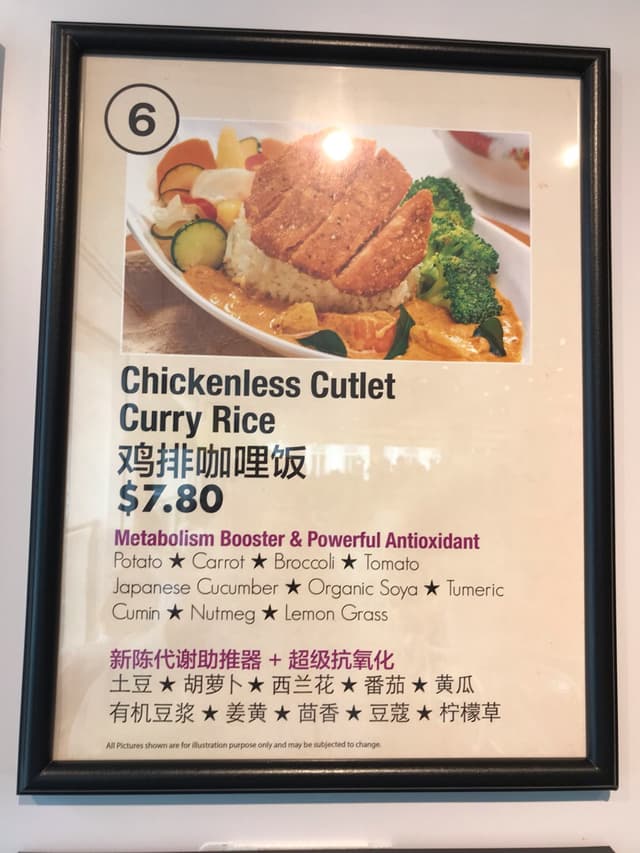 6
Chickenless Cutlet
Curry Rice
鸡排咖哩饭
$7.80
Metabolism Booster & Powerful Antioxidant
Potato ★ Carrot ★ Broccoli ★ Tomato
Japanese Cucumber ★ Organic Soya ★ Tumeric
Cumin ★ Nutmeg ★ Lemon Grass
新陈代谢助推器 + 超级抗氧化
土豆 ★ 胡萝卜 ★ 西兰花 ★ 番茄 ★ 黄瓜
有机豆浆 ★ 姜黄 ★ 茴香 ★ 豆蔻 ★ 柠檬草
All Pictures shown are for illustration purpose only and may be subjected to change.